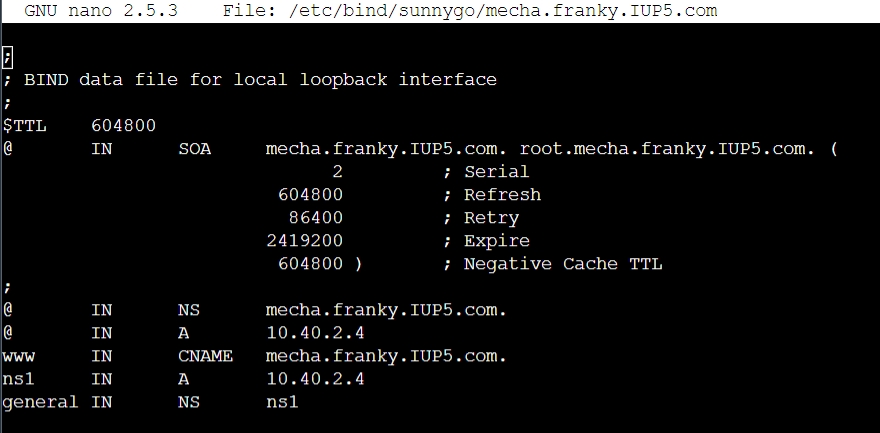 GNU nano 2.5.3    File: /etc/bind/sunnygo/mecha.franky.IUP5.com
;
; BIND data file for local loopback interface
;
$TTL    604800
@       IN      SOA     mecha.franky.IUP5.com. root.mecha.franky.IUP5.com. (
                              2         ; Serial
                         604800         ; Refresh
                          86400         ; Retry
                        2419200         ; Expire
                         604800 )       ; Negative Cache TTL
;
@       IN      NS      mecha.franky.IUP5.com.
@       IN      A       10.40.2.4
www     IN      CNAME   mecha.franky.IUP5.com.
ns1     IN      A       10.40.2.4
general IN      NS      ns1